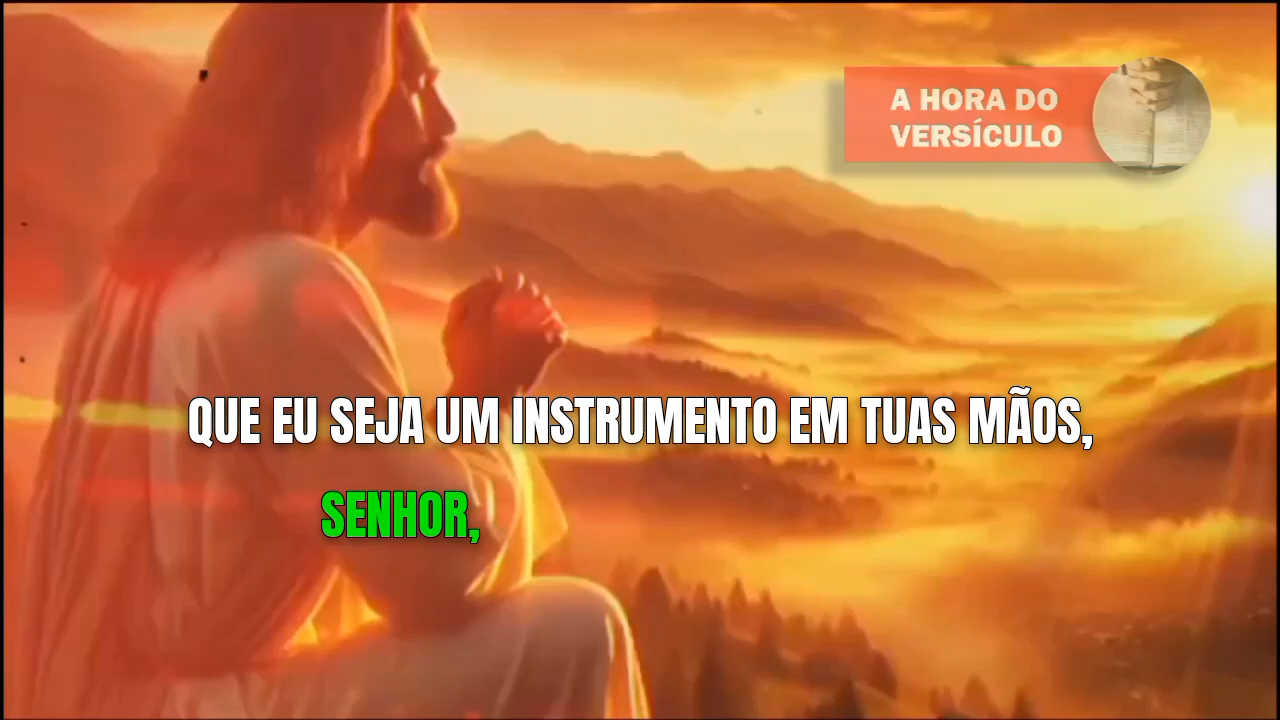 A HORA DO
VERSÍCULO
QUE EU SEJA UM INSTRUMENTO EM TUAS MÃOS,
SENHOR,